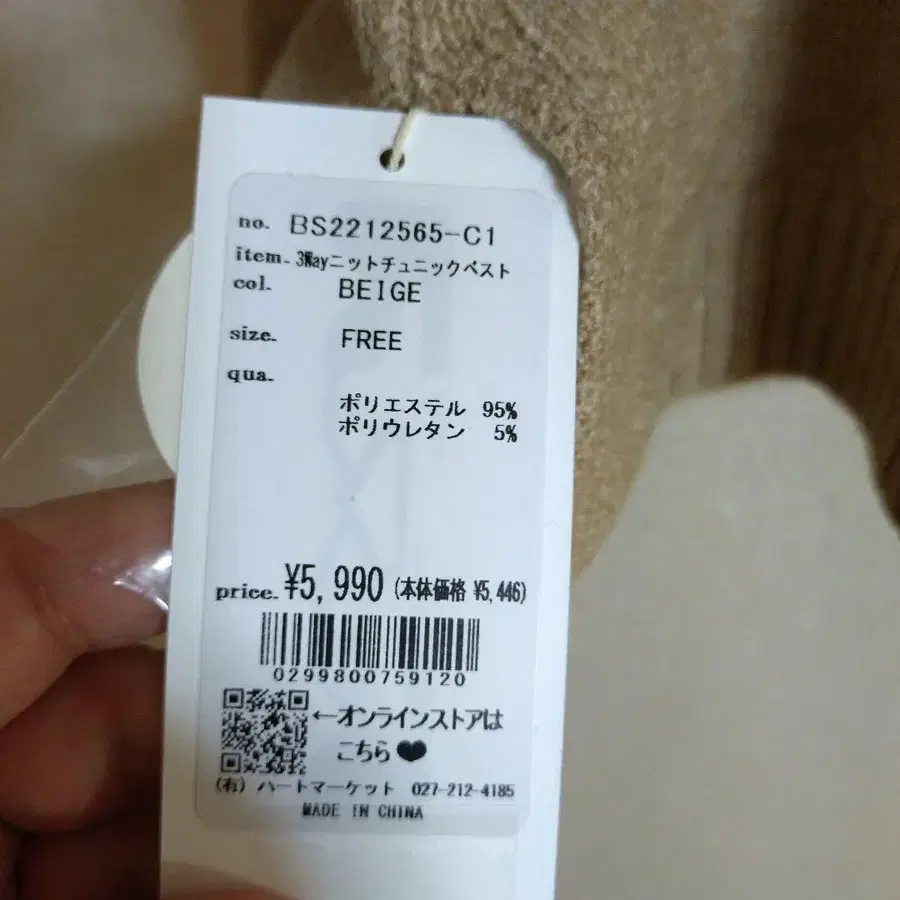 no. BS2212565-C1
item. 3Wayニットチュニックベスト
col. BEIGE
size. FREE
qua.
ポリエステル 95%
ポリウレタン 5%
price. ¥5,990 (本体価格 ¥5,446)
0299800759120
←オンラインストアは
こちら♥
(有) ハートマーケット 027-212-4185
MADE IN CHINA